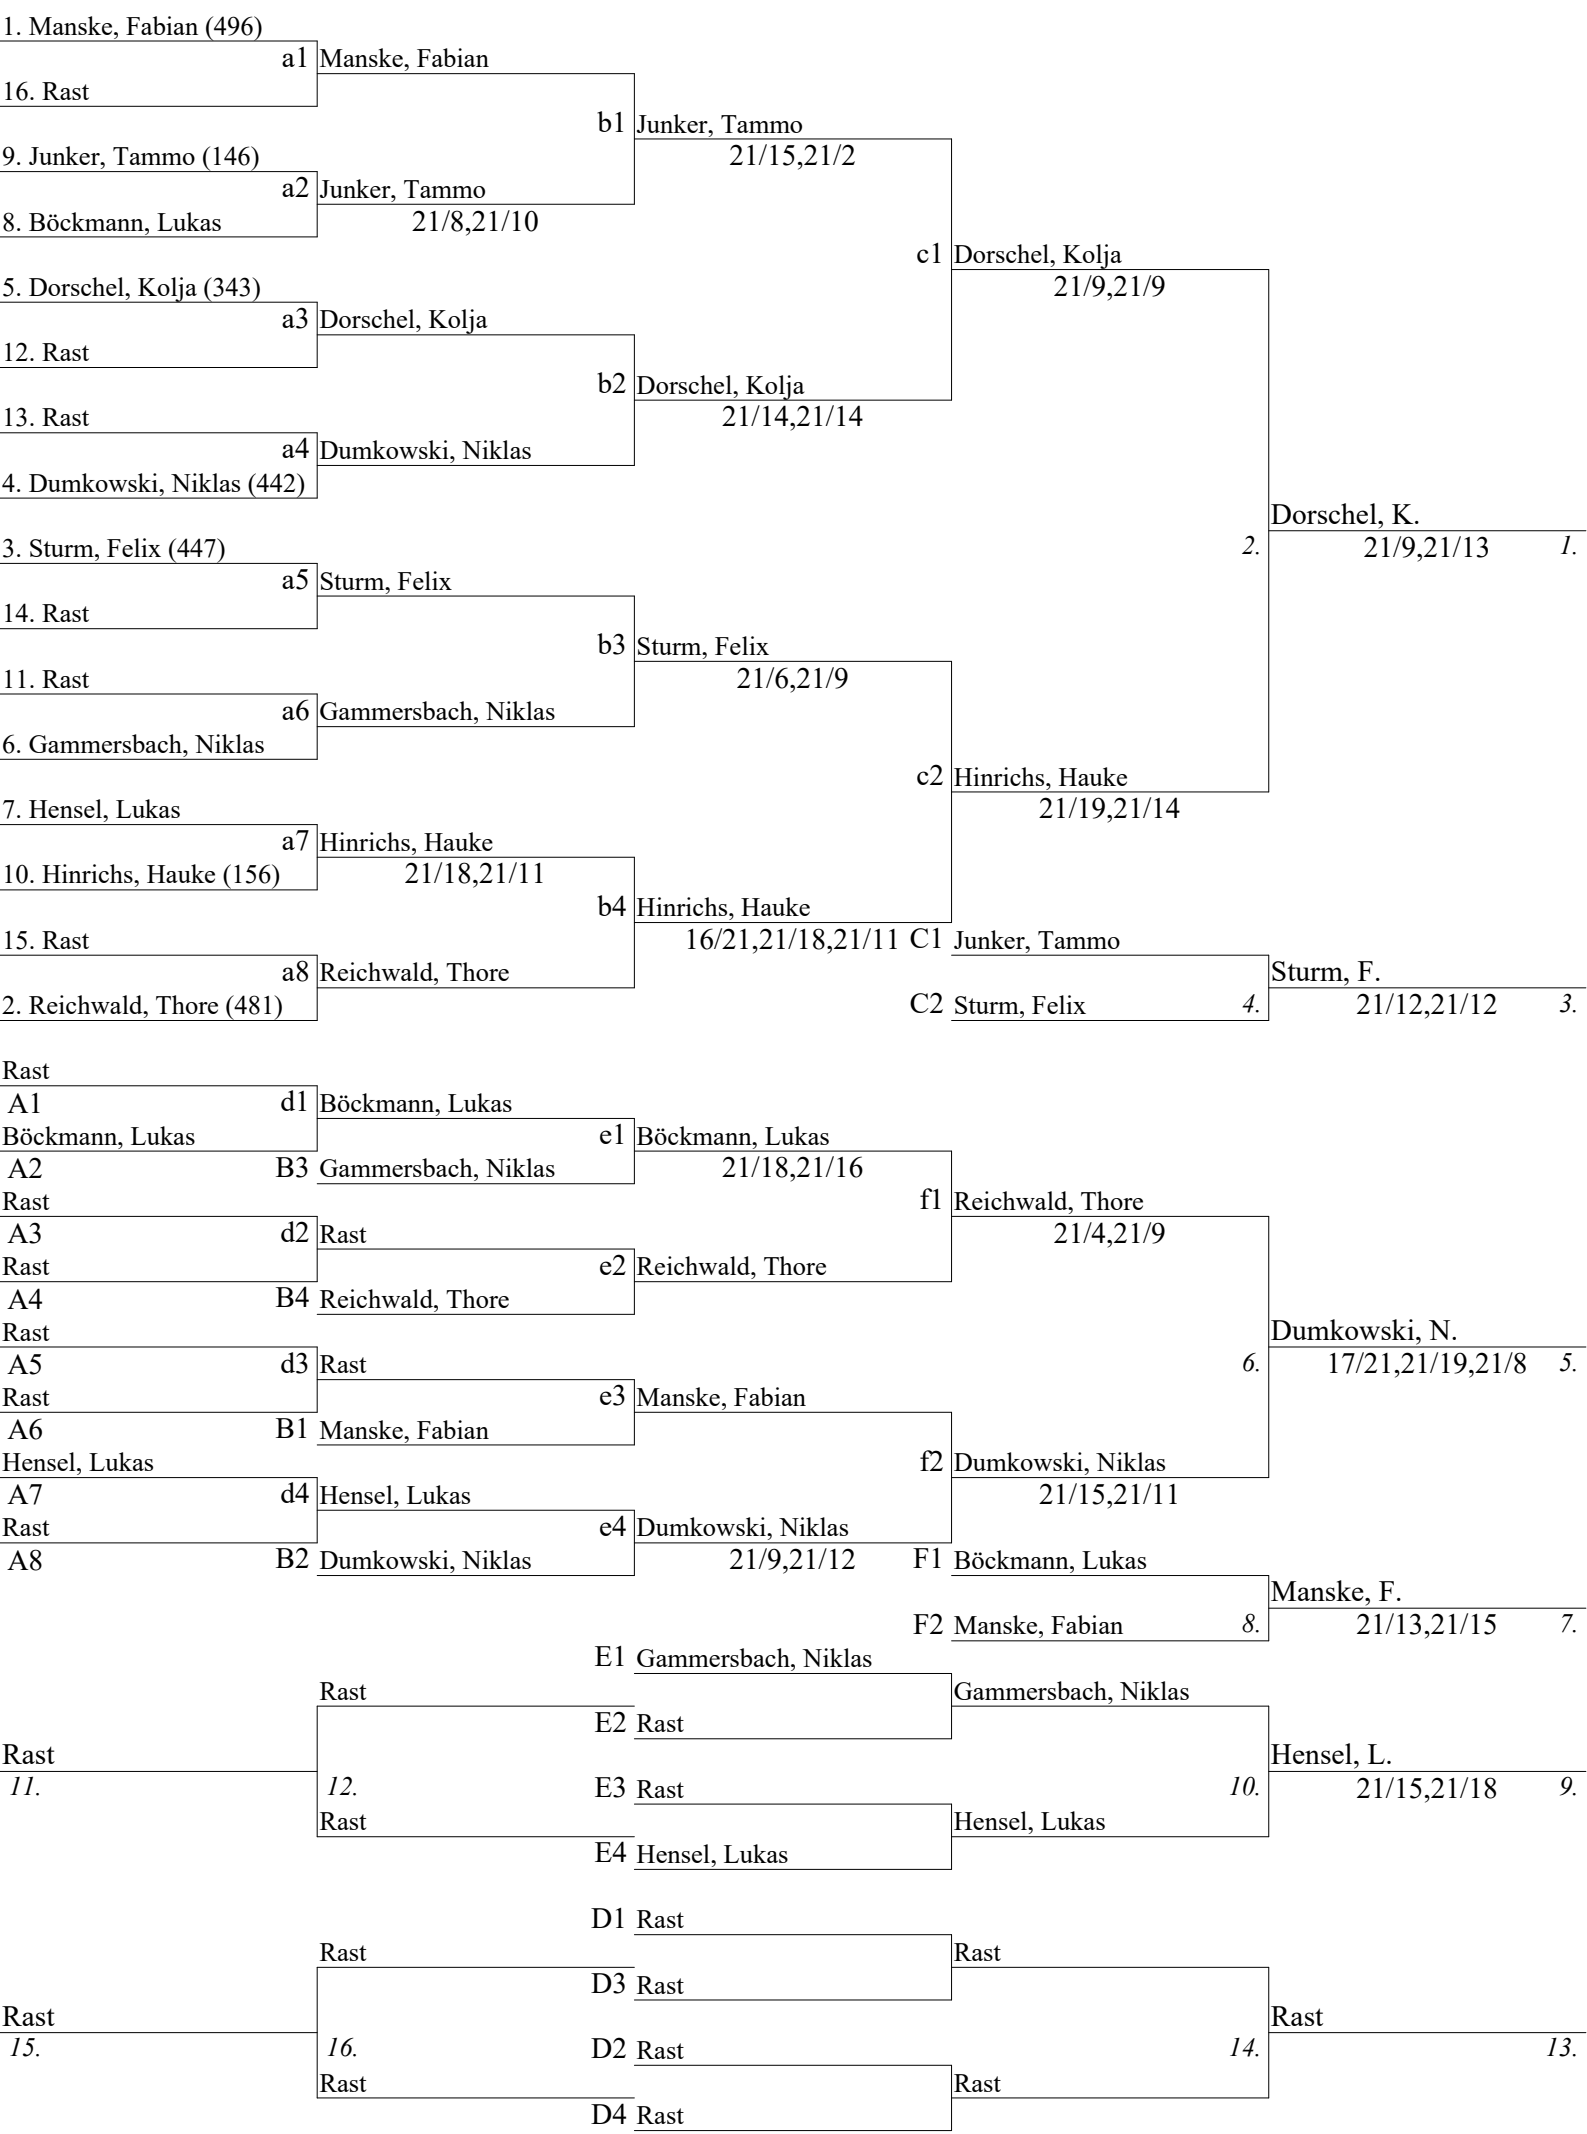 1. Manske, Fabian (496)
a1 Manske, Fabian
16. Rast
b1 Junker, Tammo
9. Junker, Tammo (146)
21/15,21/2
a2 Junker, Tammo
8. Böckmann, Lukas
21/8,21/10
c1 Dorschel, Kolja
5. Dorschel, Kolja (343)
21/9,21/9
a3 Dorschel, Kolja
12. Rast
b2 Dorschel, Kolja
13. Rast
21/14,21/14
a4 Dumkowski, Niklas
4. Dumkowski, Niklas (442)
Dorschel, K.
3. Sturm, Felix (447)
2.
21/9,21/13
1.
a5 Sturm, Felix
14. Rast
b3 Sturm, Felix
11. Rast
21/6,21/9
a6 Gammersbach, Niklas
6. Gammersbach, Niklas
c2 Hinrichs, Hauke
7. Hensel, Lukas
21/19,21/14
a7 Hinrichs, Hauke
10. Hinrichs, Hauke (156)
21/18,21/11
b4 Hinrichs, Hauke
15. Rast
16/21,21/18,21/11
C1 Junker, Tammo
a8 Reichwald, Thore
Sturm, F.
2. Reichwald, Thore (481)
C2 Sturm, Felix
4.
21/12,21/12
3.
Rast
A1
d1 Böckmann, Lukas
Böckmann, Lukas
e1 Böckmann, Lukas
A2
B3 Gammersbach, Niklas
21/18,21/16
Rast
f1 Reichwald, Thore
A3
d2 Rast
21/4,21/9
Rast
e2 Reichwald, Thore
A4
B4 Reichwald, Thore
Rast
Dumkowski, N.
A5
d3 Rast
6.
17/21,21/19,21/8
5.
Rast
e3 Manske, Fabian
A6
B1 Manske, Fabian
Hensel, Lukas
f2 Dumkowski, Niklas
A7
d4 Hensel, Lukas
21/15,21/11
Rast
e4 Dumkowski, Niklas
A8
B2 Dumkowski, Niklas
21/9,21/12
F1 Böckmann, Lukas
Manske, F.
F2 Manske, Fabian
8.
21/13,21/15
7.
E1 Gammersbach, Niklas
Rast
Gammersbach, Niklas
E2 Rast
Rast
Hensel, L.
11.
12.
E3 Rast
10.
21/15,21/18
9.
Rast
Hensel, Lukas
E4 Hensel, Lukas
D1 Rast
Rast
Rast
D3 Rast
Rast
Rast
15.
16.
D2 Rast
14.
13.
Rast
Rast
D4 Rast